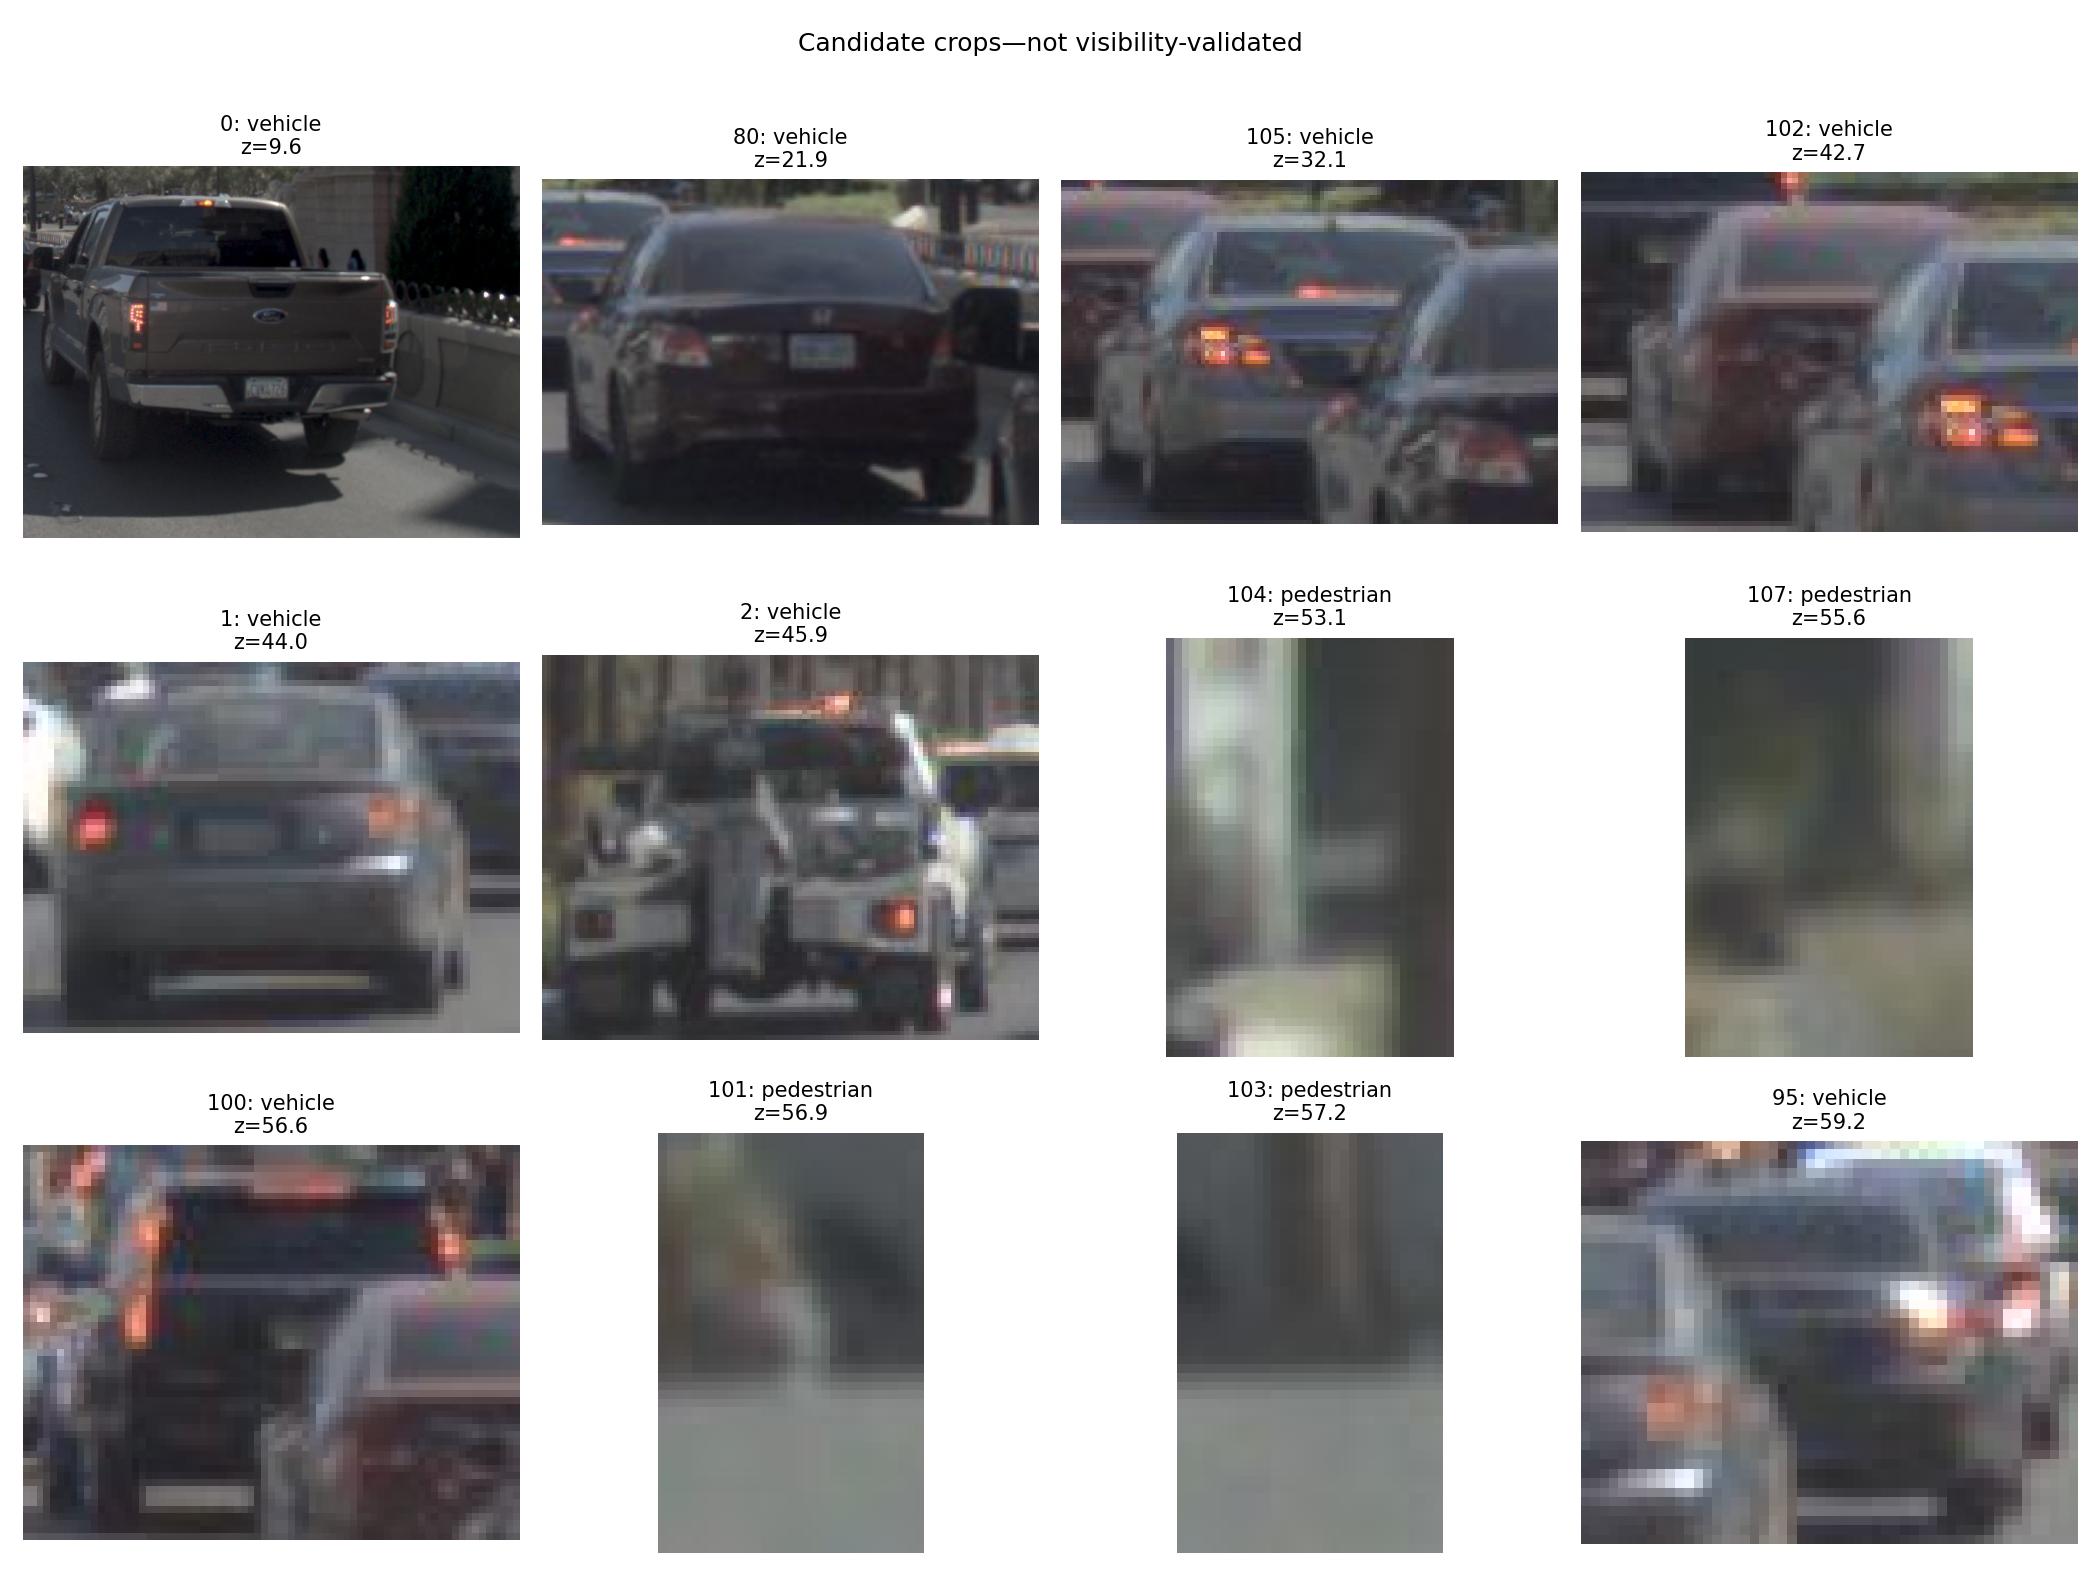 Candidate crops—not visibility-validated
0: vehicle
z=9.6
80: vehicle
z=21.9
105: vehicle
z=32.1
102: vehicle
z=42.7
1: vehicle
z=44.0
2: vehicle
z=45.9
104: pedestrian
z=53.1
107: pedestrian
z=55.6
100: vehicle
z=56.6
101: pedestrian
z=56.9
103: pedestrian
z=57.2
95: vehicle
z=59.2